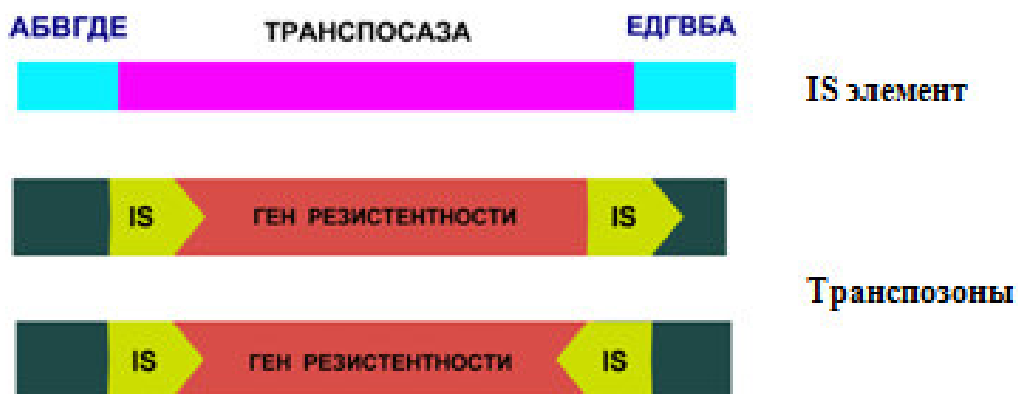 АБВГДЕ ТРАНСПОСАЗА ЕДГВБА
IS элемент
IS ГЕН РЕЗИСТЕНТНОСТИ IS
Транспозоны
IS ГЕН РЕЗИСТЕНТНОСТИ IS